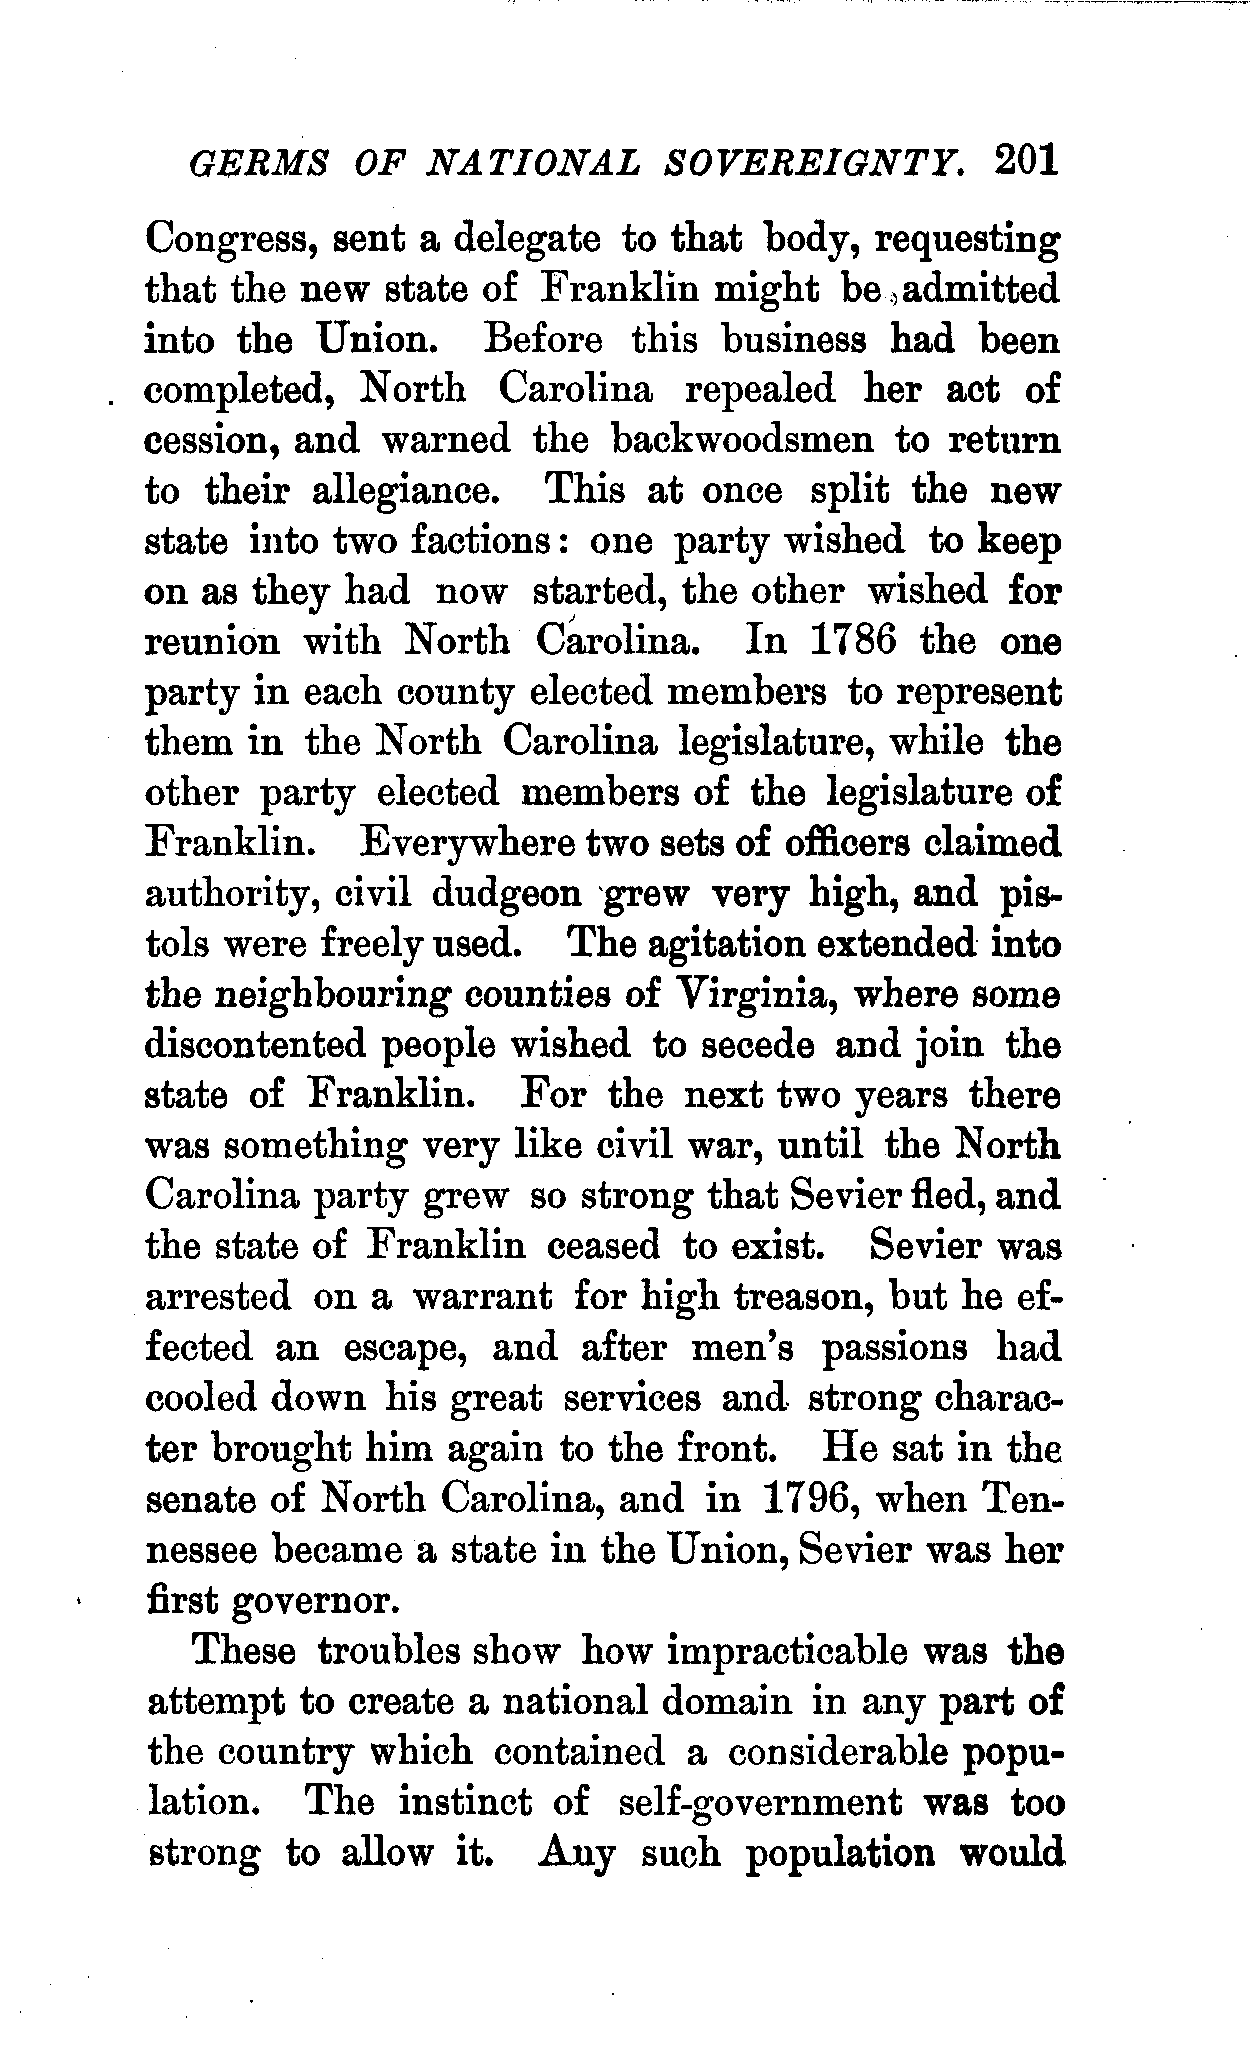 GERMS OF NATIONAL SOVEREIGNTY. 201
Congress, sent a delegate to that body, requesting
that the new state of Franklin might be admitted
into the Union. Before this business had been
completed, North Carolina repealed her act of
cession, and warned the backwoodsmen to return
to their allegiance. This at once split the new
state into two factions: one party wished to keep
on as they had now started, the other wished for
reunion with North Carolina. In 1786 the one
party in each county elected members to represent
them in the North Carolina legislature, while the
other party elected members of the legislature of
Franklin. Everywhere two sets of officers claimed
authority, civil dudgeon grew very high, and pis-
tols were freely used. The agitation extended into
the neighbouring counties of Virginia, where some
discontented people wished to secede and join the
state of Franklin. For the next two years there
was something very like civil war, until the North
Carolina party grew so strong that Sevier fled, and
the state of Franklin ceased to exist. Sevier was
arrested on a warrant for high treason, but he ef-
fected an escape, and after men's passions had
cooled down his great services and strong charac-
ter brought him again to the front. He sat in the
senate of North Carolina, and in 1796, when Ten-
nessee became a state in the Union, Sevier was her
first governor.
These troubles show how impracticable was the
attempt to create a national domain in any part of
the country which contained a considerable popu-
lation. The instinct of self-government was too
strong to allow it. Any such population would